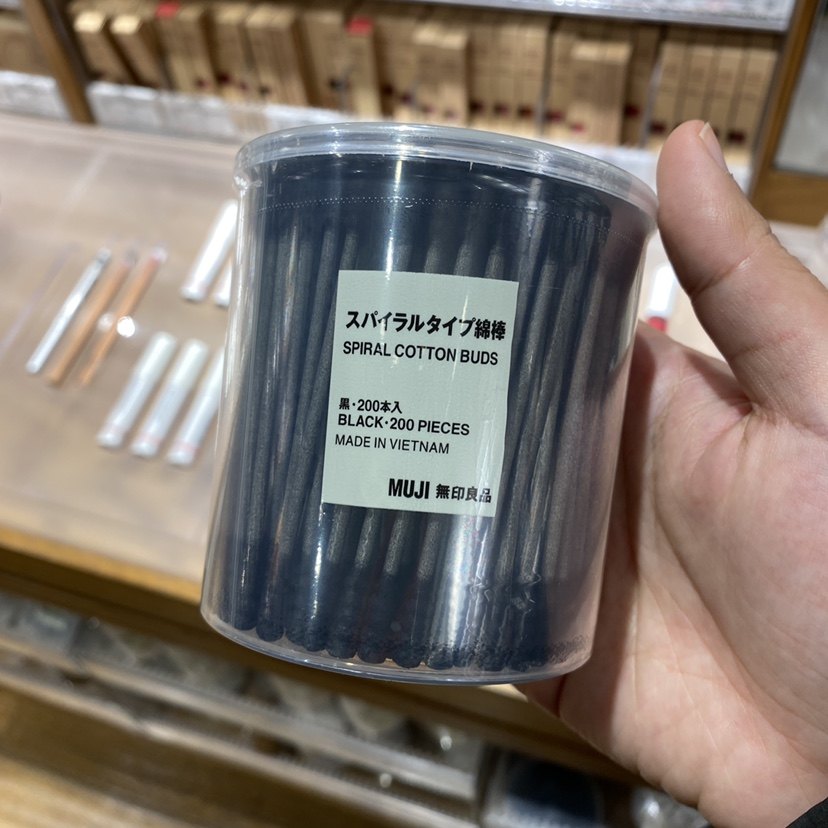 スパイラルタイプ綿棒
SPIRAL COTTON BUDS
黒・200本入
BLACK・200 PIECES
MADE IN VIETNAM
MUJI 無印良品